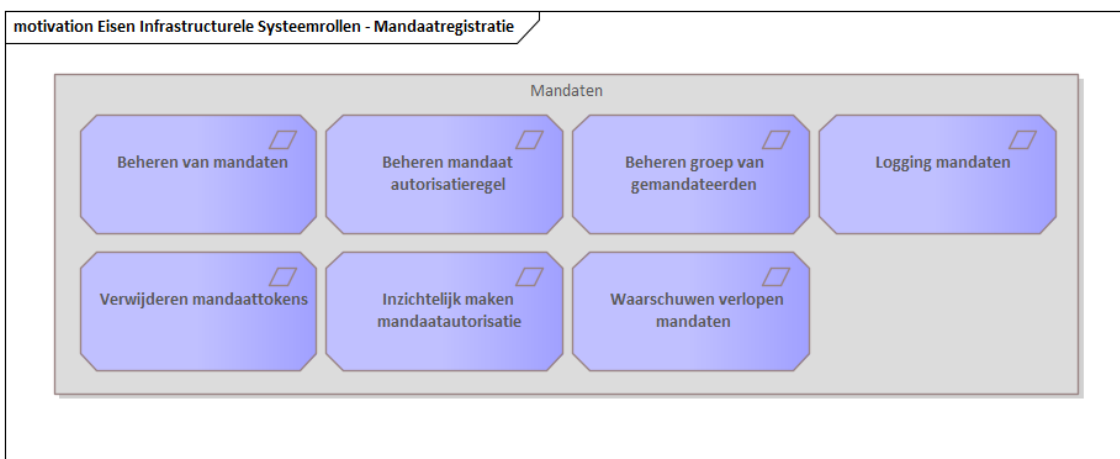 motivation Eisen Infrastructurele Systeemrollen - Mandaatregistratie
Mandaten
Beheren van mandaten
Beheren mandaat
autorisatieregel
Beheren groep van
gemandateerden
Logging mandaten
Verwijderen mandaattokens
Inzichtelijk maken
mandaatautorisatie
Waarschuwen verlopen
mandaten